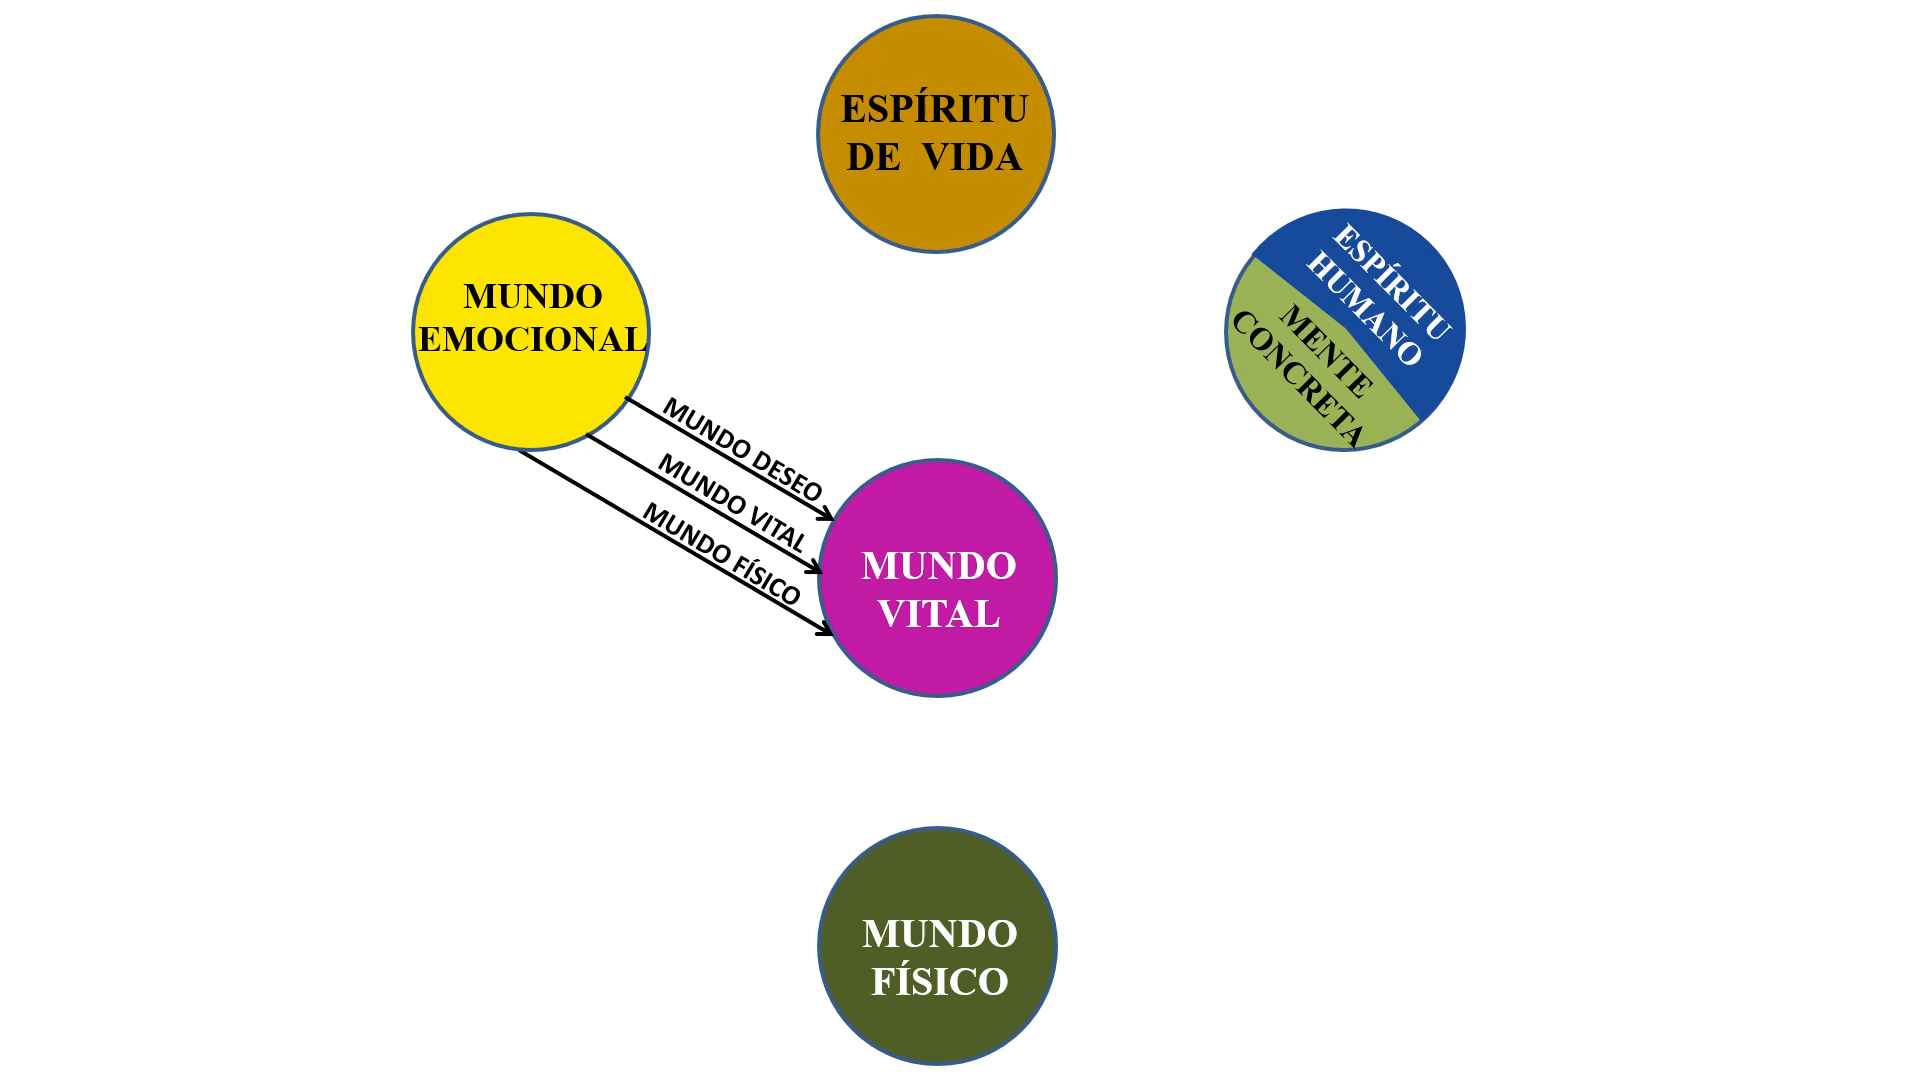 ESPÍRITU
DE VIDA
MUNDO
EMOCIONAL
ESPÍRITU
HUMANO
MENTE
CONCRETA
MUNDO DESEO
MUNDO VITAL
MUNDO FÍSICO
MUNDO
VITAL
MUNDO
FÍSICO